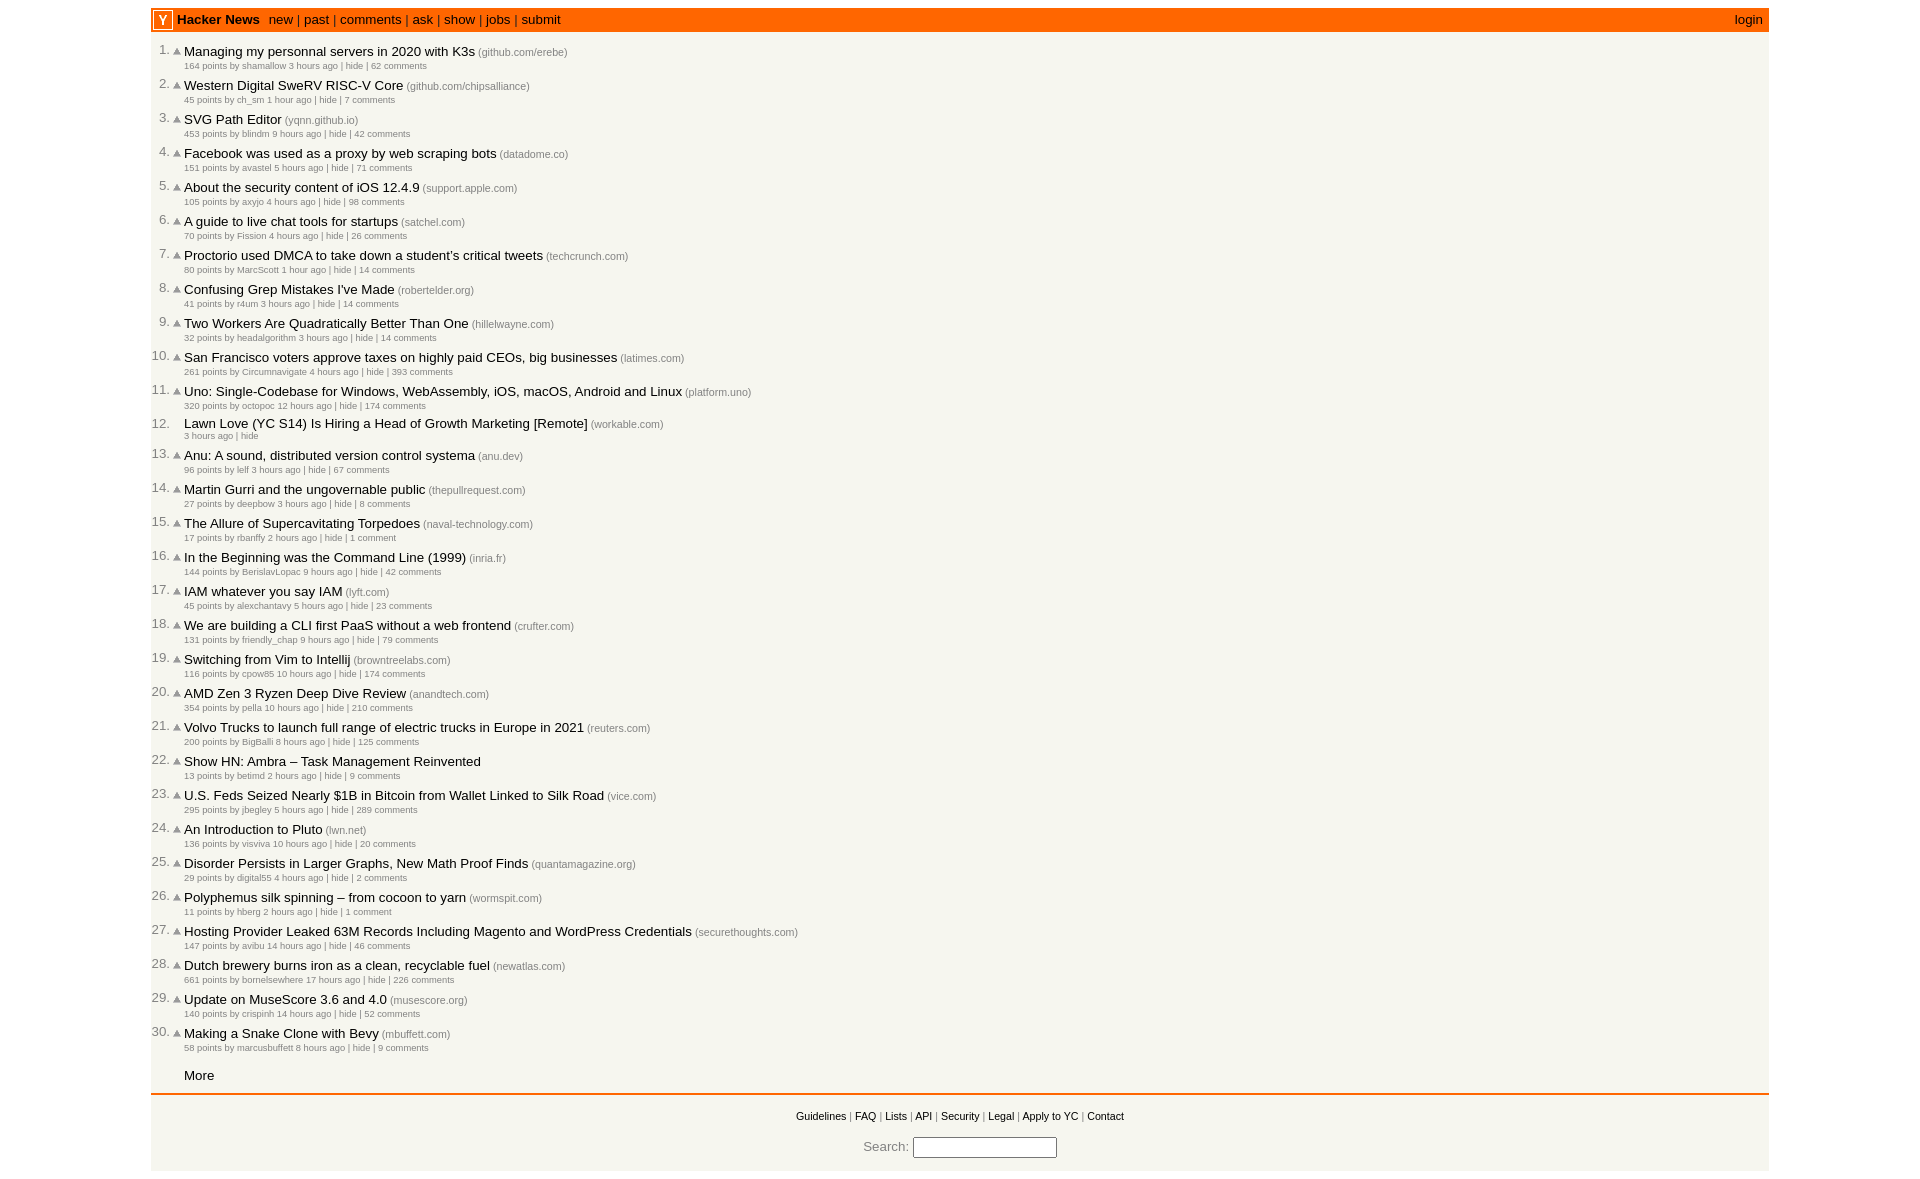 Y Hacker News new | past | comments | ask | show | jobs | submit login
1. Managing my personnal servers in 2020 with K3s (github.com/erebe)
164 points by shamallow 3 hours ago | hide | 62 comments
2. Western Digital SweRV RISC-V Core (github.com/chipsalliance)
45 points by ch_sm 1 hour ago | hide | 7 comments
3. SVG Path Editor (yqnn.github.io)
453 points by blindm 9 hours ago | hide | 42 comments
4. Facebook was used as a proxy by web scraping bots (datadome.co)
151 points by avastel 5 hours ago | hide | 71 comments
5. About the security content of iOS 12.4.9 (support.apple.com)
105 points by axyjo 4 hours ago | hide | 98 comments
6. A guide to live chat tools for startups (satchel.com)
70 points by Fission 4 hours ago | hide | 26 comments
7. Proctorio used DMCA to take down a student's critical tweets (techcrunch.com)
80 points by MarcScott 1 hour ago | hide | 14 comments
8. Confusing Grep Mistakes I've Made (robertelder.org)
41 points by r4um 3 hours ago | hide | 14 comments
9. Two Workers Are Quadratically Better Than One (hillelwayne.com)
32 points by headalgorithm 3 hours ago | hide | 14 comments
10. San Francisco voters approve taxes on highly paid CEOs, big businesses (latimes.com)
261 points by Circumnavigate 4 hours ago | hide | 393 comments
11. Uno: Single-Codebase for Windows, WebAssembly, iOS, macOS, Android and Linux (platform.uno)
320 points by octopoc 12 hours ago | hide | 174 comments
12. Lawn Love (YC S14) Is Hiring a Head of Growth Marketing [Remote] (workable.com)
3 hours ago | hide
13. Anu: A sound, distributed version control systema (anu.dev)
96 points by lelf 3 hours ago | hide | 67 comments
14. Martin Gurri and the ungovernable public (thepullrequest.com)
27 points by deepbow 3 hours ago | hide | 8 comments
15. The Allure of Supercavitating Torpedoes (naval-technology.com)
17 points by rbanffy 2 hours ago | hide | 1 comment
16. In the Beginning was the Command Line (1999) (inria.fr)
144 points by BerislavLopac 9 hours ago | hide | 42 comments
17. IAM whatever you say IAM (lyft.com)
45 points by alexchantavy 5 hours ago | hide | 23 comments
18. We are building a CLI first PaaS without a web frontend (crufter.com)
131 points by friendly_chap 9 hours ago | hide | 79 comments
19. Switching from Vim to Intellij (browntreelabs.com)
116 points by cpow85 10 hours ago | hide | 174 comments
20. AMD Zen 3 Ryzen Deep Dive Review (anandtech.com)
354 points by pella 10 hours ago | hide | 210 comments
21. Volvo Trucks to launch full range of electric trucks in Europe in 2021 (reuters.com)
200 points by BigBalli 8 hours ago | hide | 125 comments
22. Show HN: Ambra – Task Management Reinvented
13 points by betimd 2 hours ago | hide | 9 comments
23. U.S. Feds Seized Nearly $1B in Bitcoin from Wallet Linked to Silk Road (vice.com)
295 points by jbegley 5 hours ago | hide | 289 comments
24. An Introduction to Pluto (lwn.net)
136 points by visviva 10 hours ago | hide | 20 comments
25. Disorder Persists in Larger Graphs, New Math Proof Finds (quantamagazine.org)
29 points by digital55 4 hours ago | hide | 2 comments
26. Polyphemus silk spinning – from cocoon to yarn (wormspit.com)
11 points by hberg 2 hours ago | hide | 1 comment
27. Hosting Provider Leaked 63M Records Including Magento and WordPress Credentials (securethoughts.com)
147 points by avibu 14 hours ago | hide | 46 comments
28. Dutch brewery burns iron as a clean, recyclable fuel (newatlas.com)
661 points by bornelsewhere 17 hours ago | hide | 226 comments
29. Update on MuseScore 3.6 and 4.0 (musescore.org)
140 points by crispinh 14 hours ago | hide | 52 comments
30. Making a Snake Clone with Bevy (mbuffett.com)
58 points by marcusbuffett 8 hours ago | hide | 9 comments
More
Guidelines | FAQ | Lists | API | Security | Legal | Apply to YC | Contact
Search: